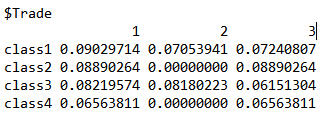 $Trade
1 2 3
class1 0.09029714 0.07053941 0.07240807
class2 0.08890264 0.00000000 0.08890264
class3 0.08219574 0.08180223 0.06151304
class4 0.06563811 0.00000000 0.06563811